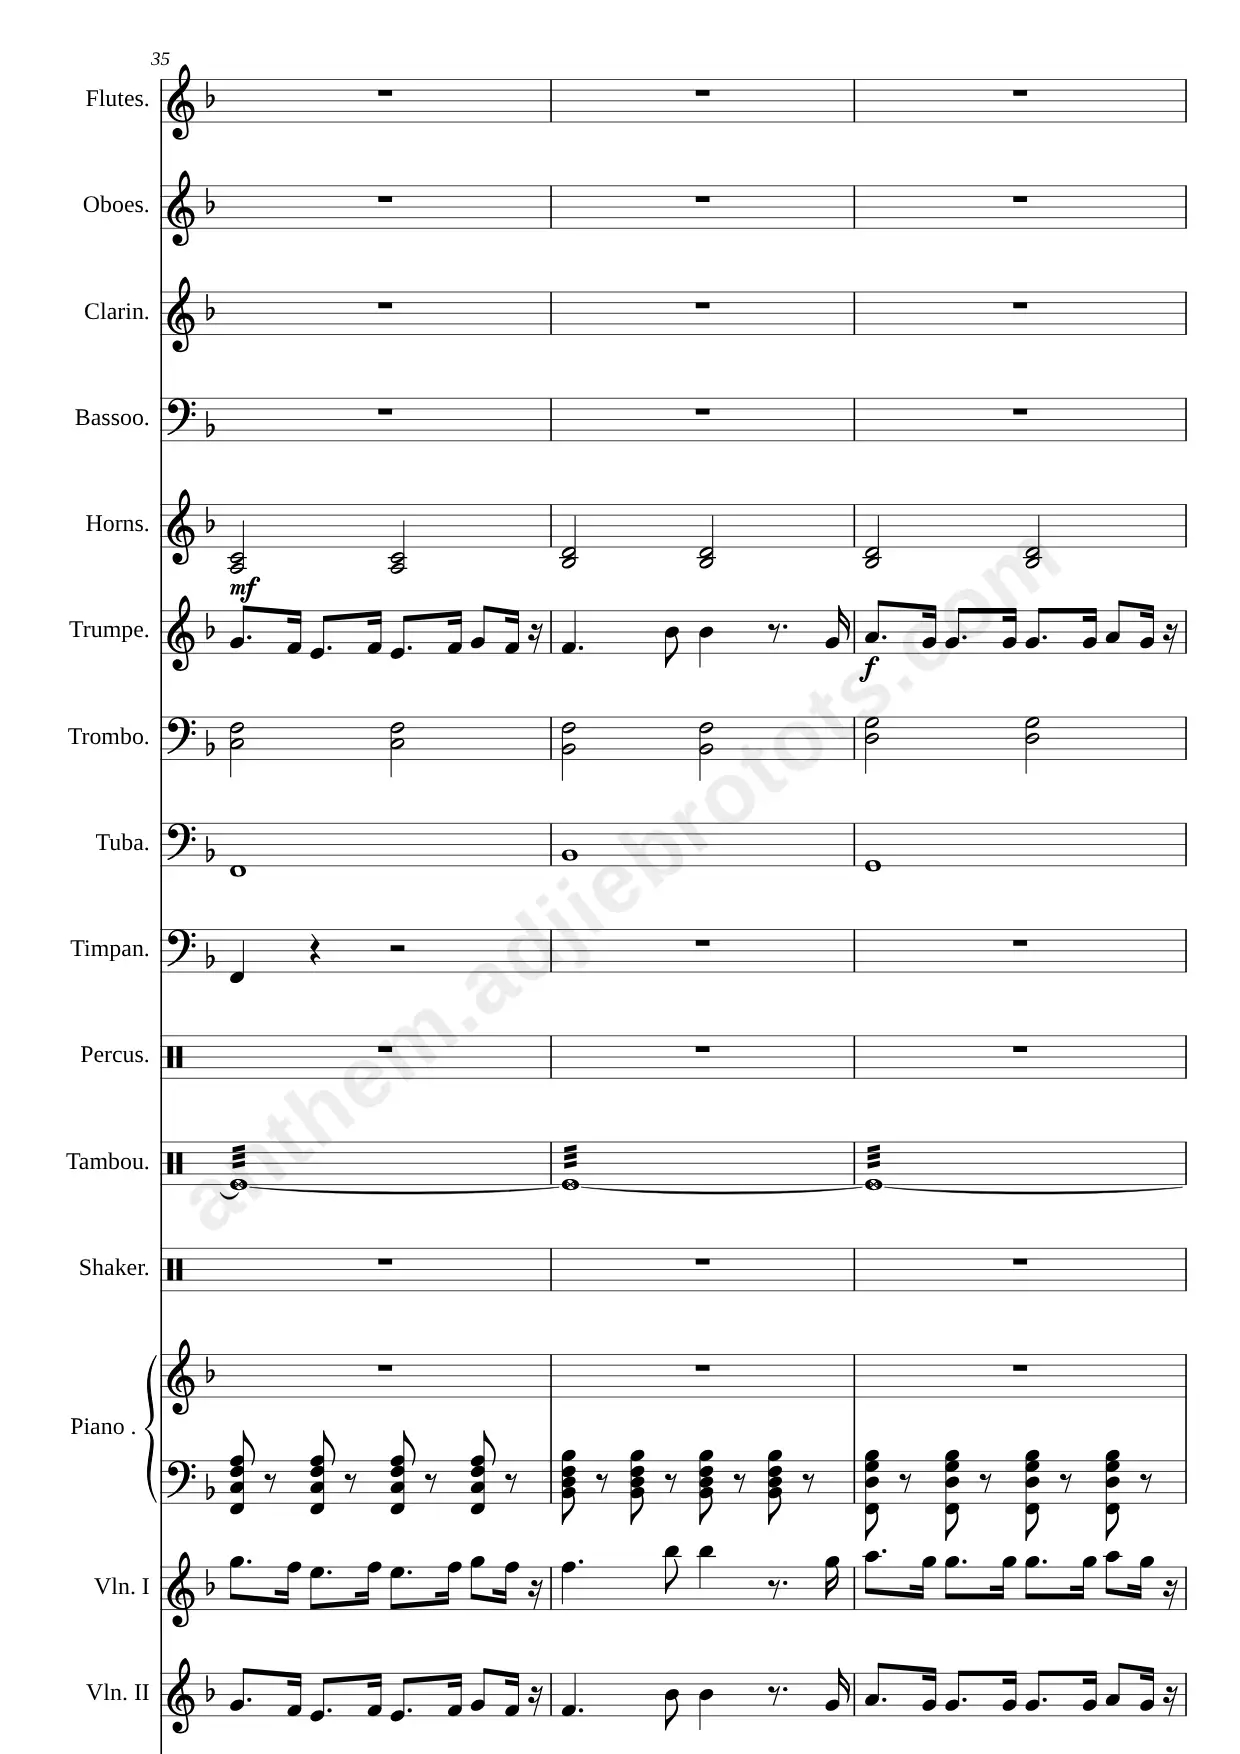 35
Flutes.
Oboes.
Clarin.
Bassoo.
Horns.
mf
Trumpe.
f
Trombo.
Tuba.
Timpan.
Percus.
Tambou.
Shaker.
Piano .
Vln. I
Vln. II
anthem.adjiebrotots.com